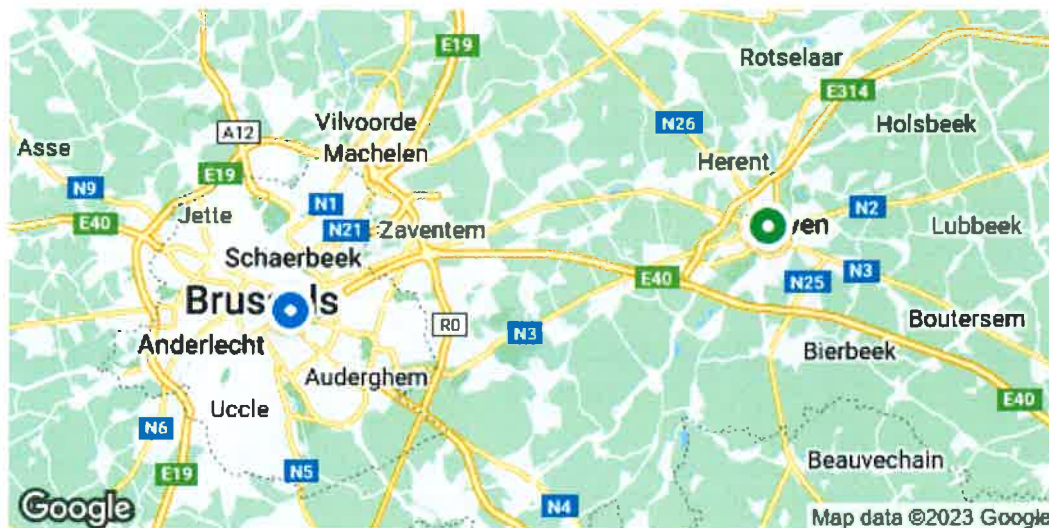 Rotselaar
E19
E314
Vilvoorde
A12
N26
Holsbeek
Asse
Machelen
Herent
E19
N9
N1
N2
Jette
E40
N21
Zaventem
ven
Lubbeek
Schaerbeek
E40
N3
N25
Brus s
R0
Boutersem
N3
Anderlecht
Bierbeek
Auderghem
E40
Uccle
N6
Beauvechain
E19
N5
N4
Google
Map data ©2023 Google